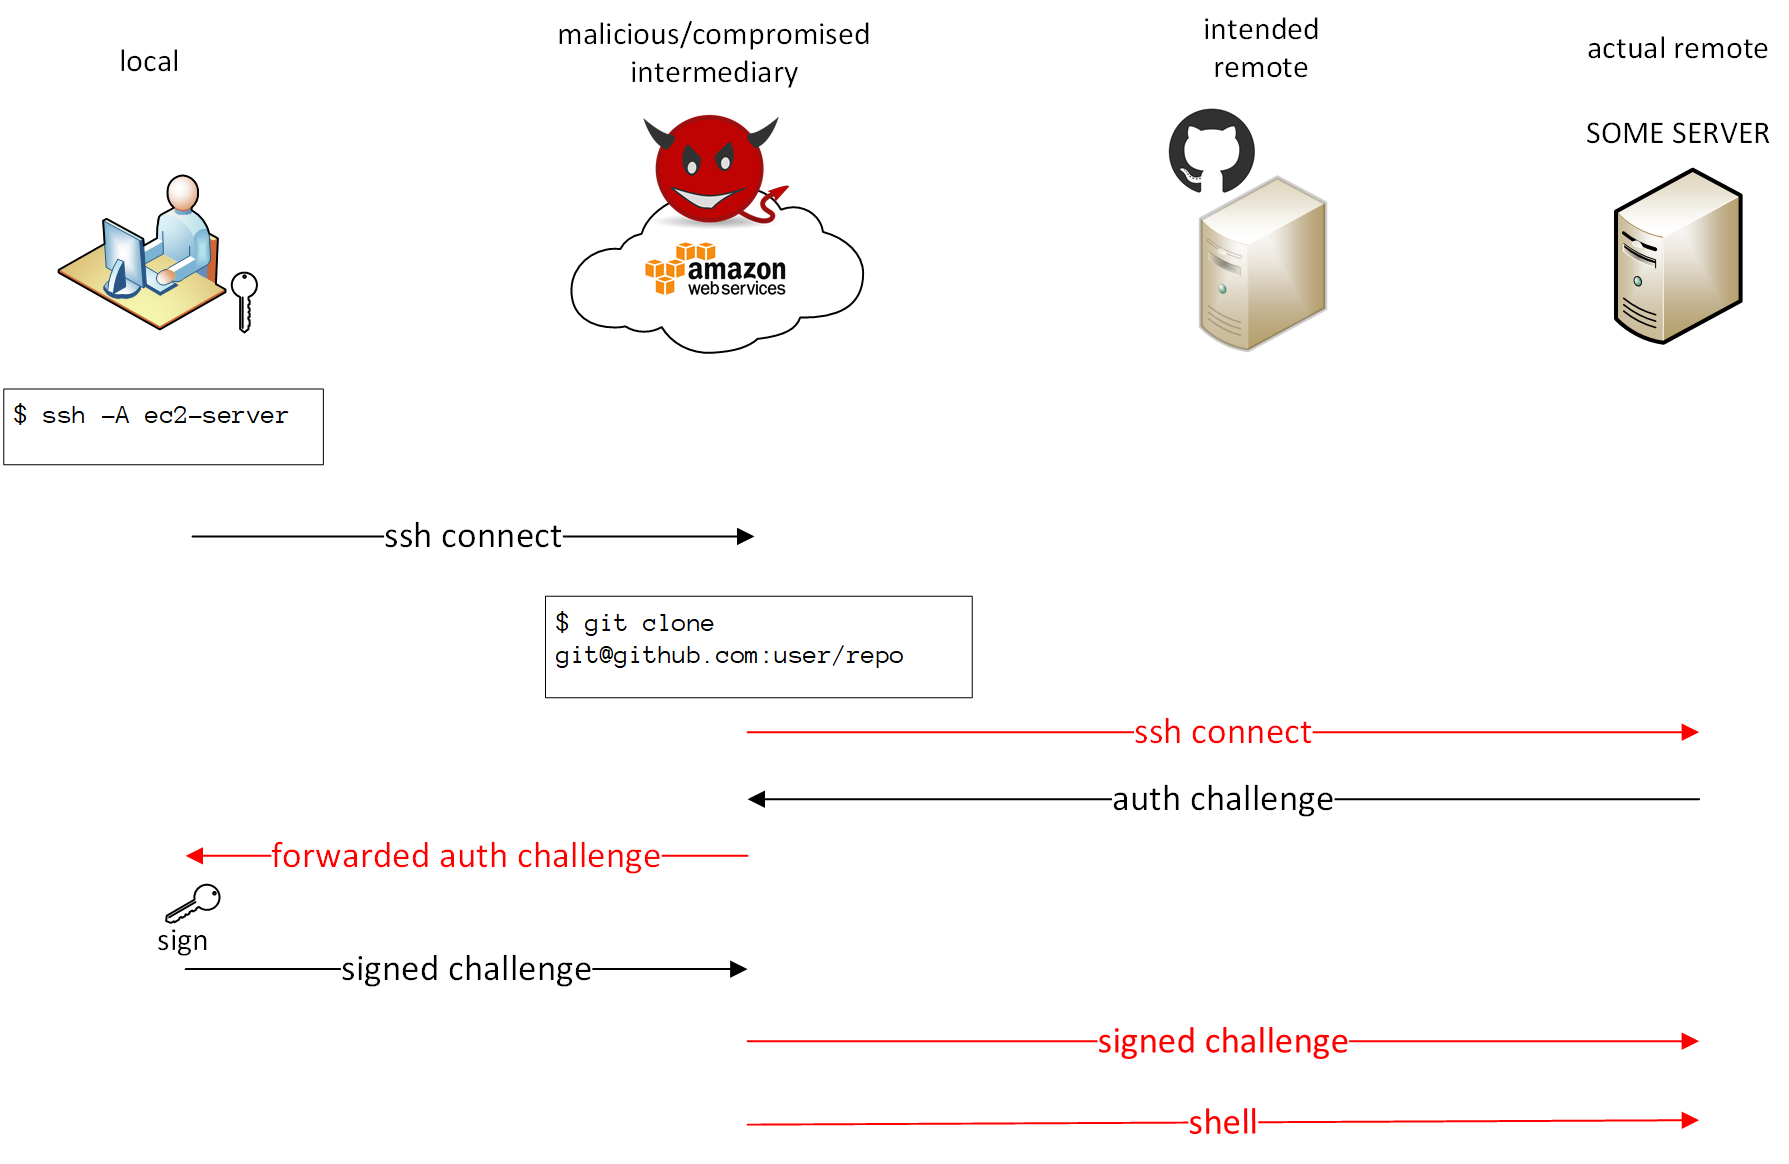 local
malicious/compromised
intermediary
intended
remote
actual remote
SOME SERVER
amazon
web services
$ ssh -A ec2-server
ssh connect
$ git clone
git@github.com:user/repo
ssh connect
auth challenge
forwarded auth challenge
sign
signed challenge
signed challenge
shell